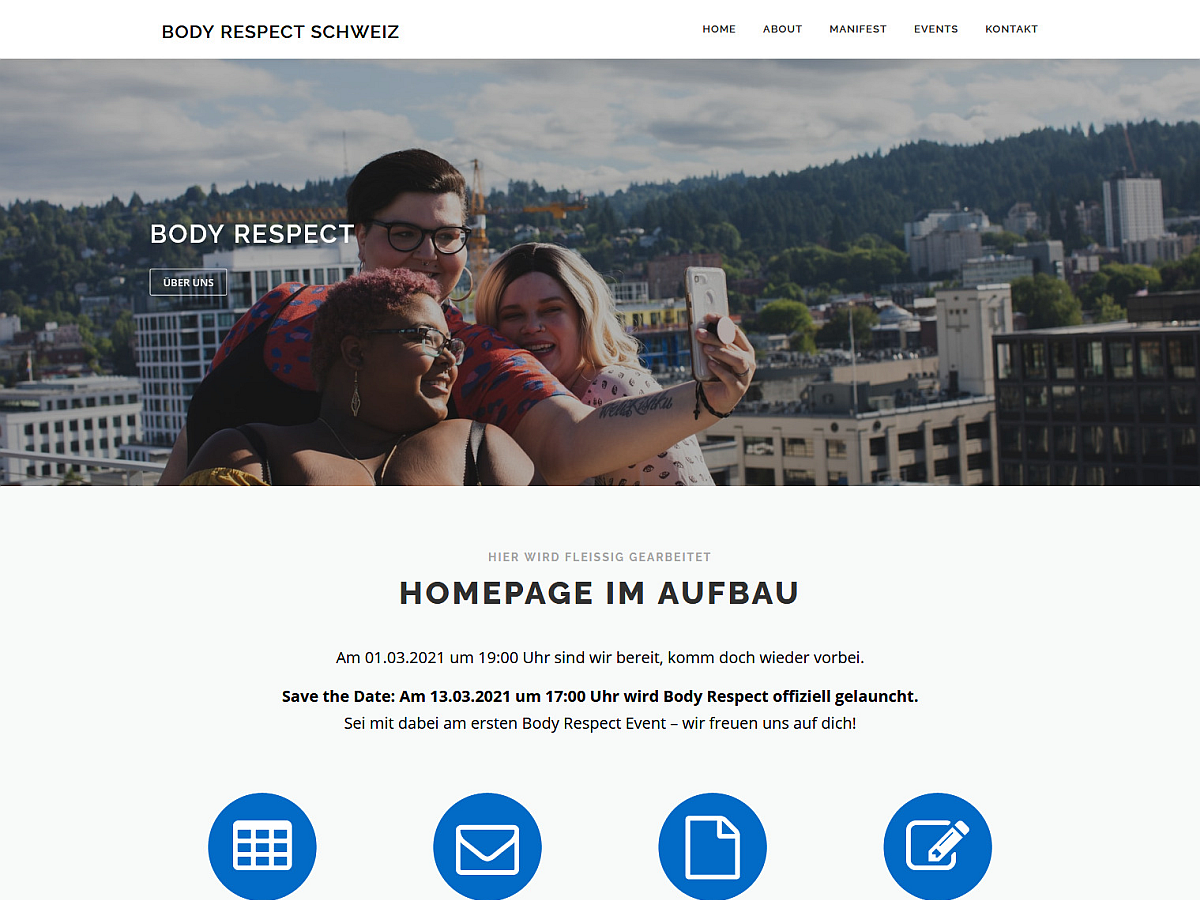 BODY RESPECT SCHWEIZ
HOME
ABOUT
MANIFEST
EVENTS
KONTAKT
BODY RESPECT
ÜBER UNS
HIER WIRD FLEISSIG GEARBEITET
HOMEPAGE IM AUFBAU
Am 01.03.2021 um 19:00 Uhr sind wir bereit, komm doch wieder vorbei.
Save the Date: Am 13.03.2021 um 17:00 Uhr wird Body Respect offiziell gelauncht.
Sei mit dabei am ersten Body Respect Event – wir freuen uns auf dich!